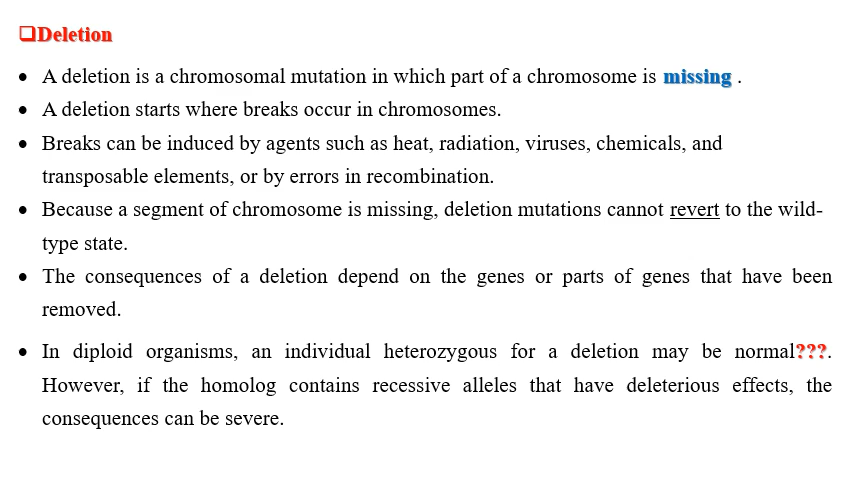 ❑Deletion
• A deletion is a chromosomal mutation in which part of a chromosome is missing .
• A deletion starts where breaks occur in chromosomes.
• Breaks can be induced by agents such as heat, radiation, viruses, chemicals, and
transposable elements, or by errors in recombination.
• Because a segment of chromosome is missing, deletion mutations cannot revert to the wild-
type state.
• The consequences of a deletion depend on the genes or parts of genes that have been
removed.
• In diploid organisms, an individual heterozygous for a deletion may be normal???.
However, if the homolog contains recessive alleles that have deleterious effects, the
consequences can be severe.